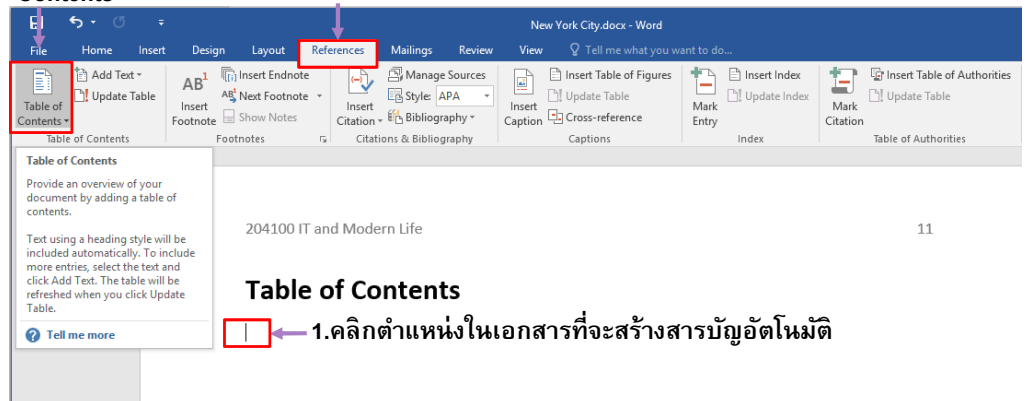 Contents
New York City.docx - Word
File Home Insert Design Layout References Mailings Review View Tell me what you want to do...
Table of Contents
Add Text
Update Table
Table of Contents
AB1
Insert Footnote
Insert Endnote
AB1 Next Footnote
Show Notes
Footnotes
Insert Citation
Manage Sources
Style: APA
Bibliography
Citations & Bibliography
Insert Caption
Insert Table of Figures
Update Table
Cross-reference
Captions
Mark Entry
Insert Index
Update Index
Index
Mark Citation
Insert Table of Authorities
Update Table
Table of Authorities
Table of Contents
Provide an overview of your
document by adding a table of
contents.
Text using a heading style will be
included automatically. To include
more entries, select the text and
click Add Text. The table will be
refreshed when you click Update
Table.
Tell me more
204100 IT and Modern Life 11
Table of Contents
1.คลิกตำแหน่งในเอกสารที่จะสร้างสารบัญอัตโนมัติ